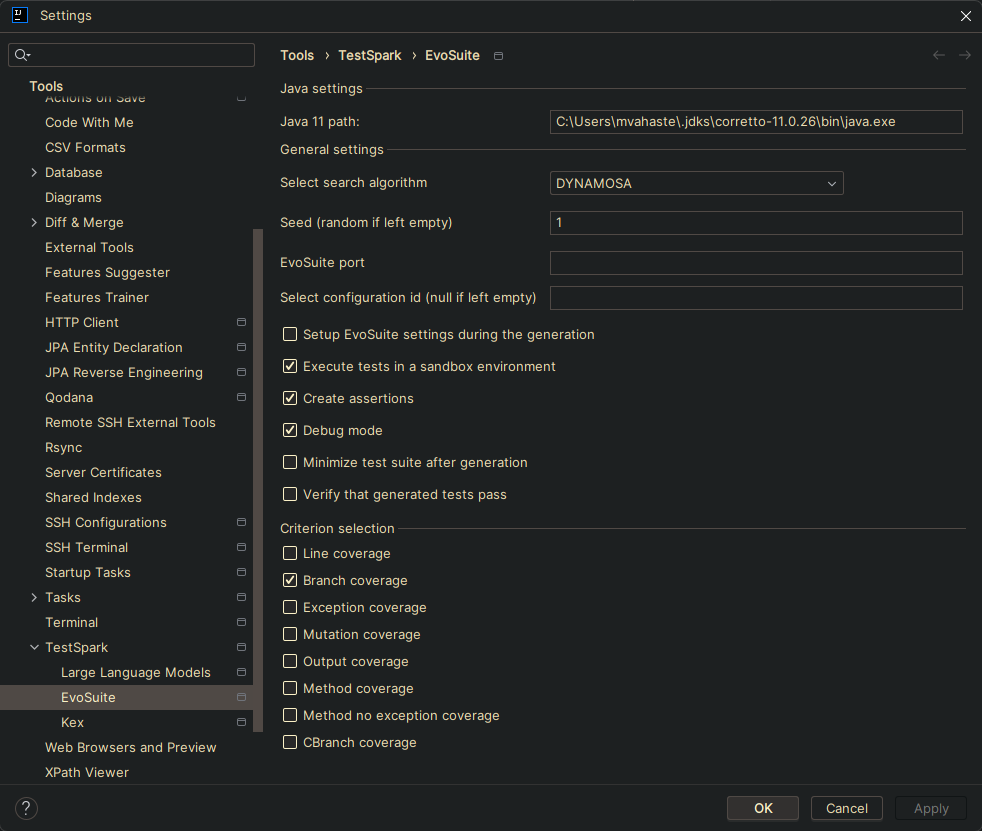 Settings
Tools › TestSpark › EvoSuite
Tools
Actions on Save
Code With Me
CSV Formats
Database
Diagrams
Diff & Merge
External Tools
Features Suggester
Features Trainer
HTTP Client
JPA Entity Declaration
JPA Reverse Engineering
Qodana
Remote SSH External Tools
Rsync
Server Certificates
Shared Indexes
SSH Configurations
SSH Terminal
Startup Tasks
Tasks
Terminal
TestSpark
Large Language Models
EvoSuite
Kex
Web Browsers and Preview
XPath Viewer
Java settings
Java 11 path: C:\Users\mvahaste\.jdks\corretto-11.0.26\bin\java.exe
General settings
Select search algorithm DYNAMOSA
Seed (random if left empty) 1
EvoSuite port
Select configuration id (null if left empty)
Setup EvoSuite settings during the generation
Execute tests in a sandbox environment
Create assertions
Debug mode
Minimize test suite after generation
Verify that generated tests pass
Criterion selection
Line coverage
Branch coverage
Exception coverage
Mutation coverage
Output coverage
Method coverage
Method no exception coverage
CBranch coverage
? OK Cancel Apply